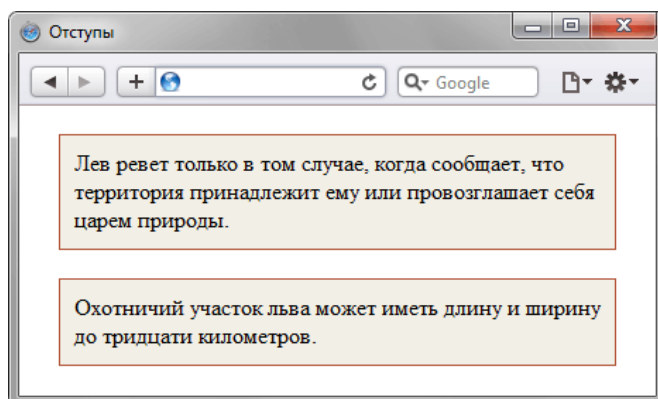 Отступы
Google
Лев ревет только в том случае, когда сообщает, что
территория принадлежит ему или провозглашает себя
царем природы.
Охотничий участок льва может иметь длину и ширину
до тридцати километров.